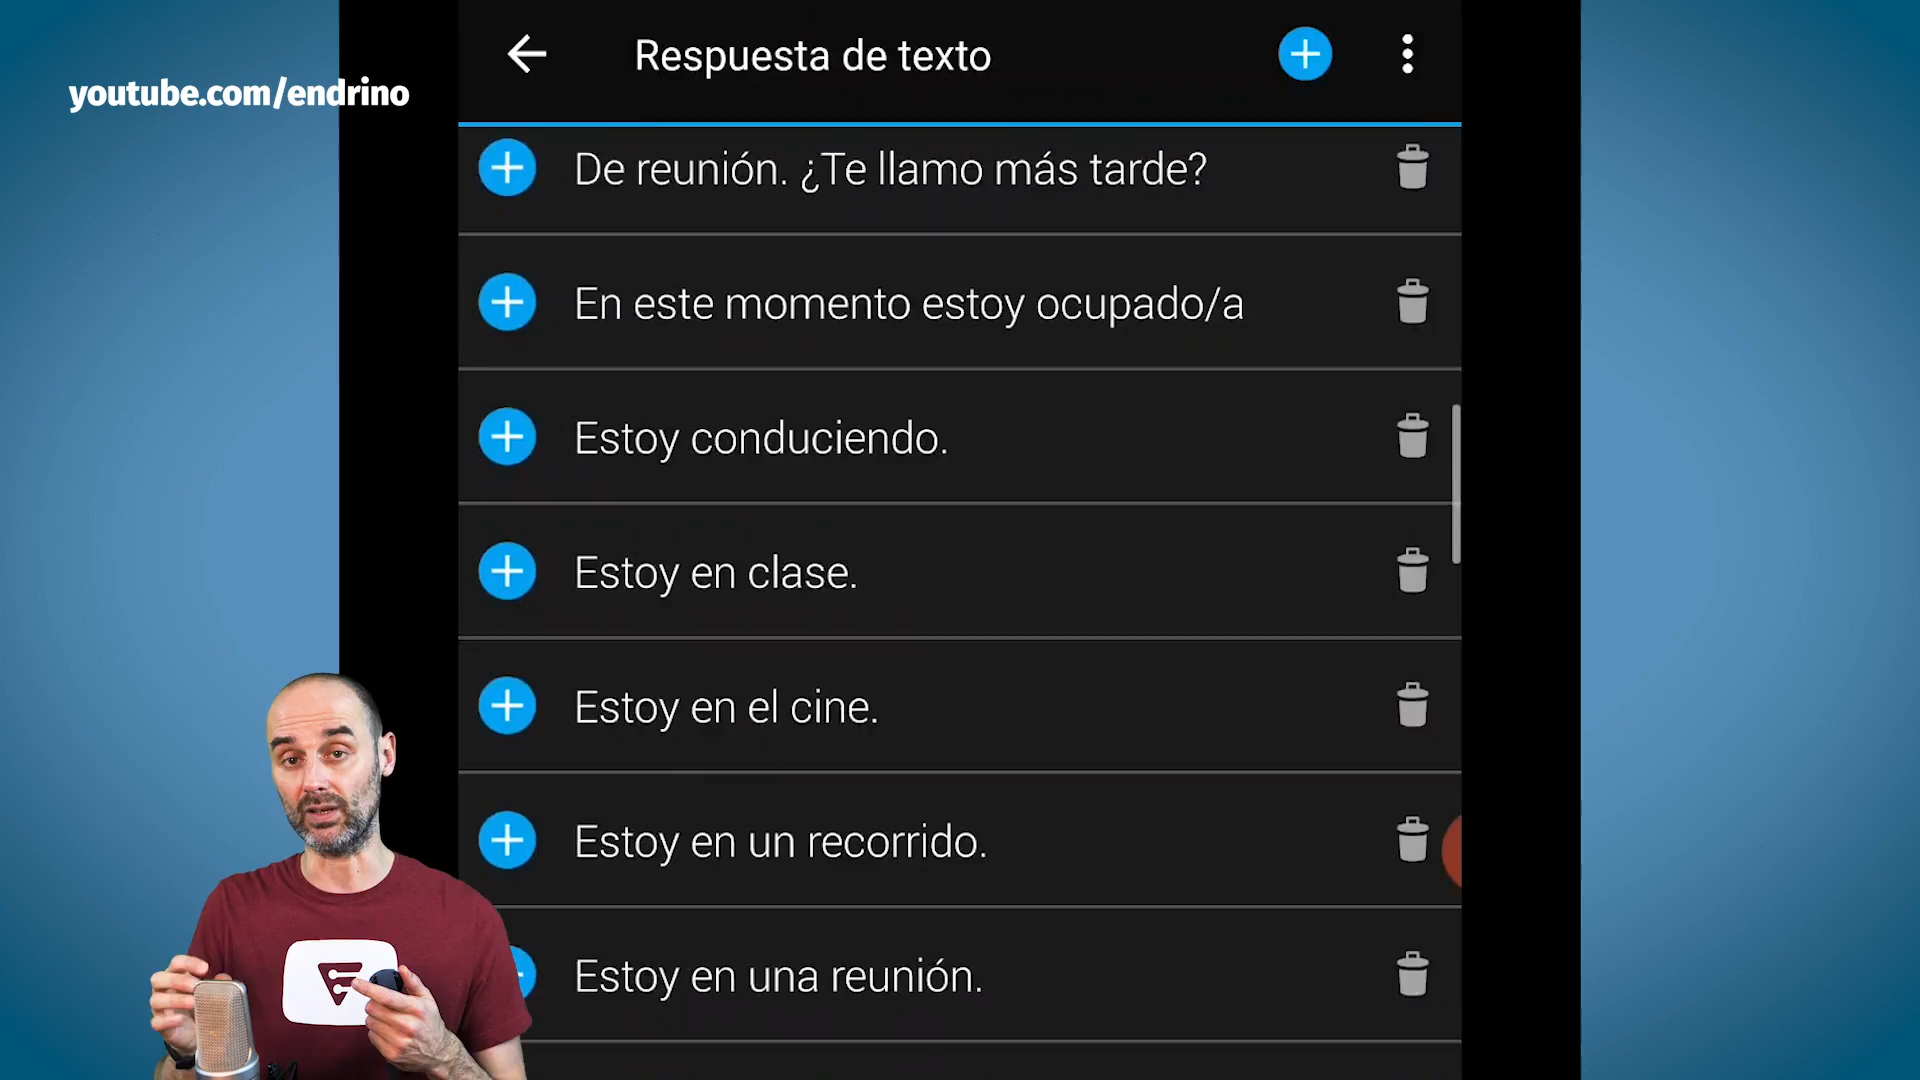 youtube.com/endrino
Respuesta de texto
De reunión. ¿Te llamo más tarde?
En este momento estoy ocupado/a
Estoy conduciendo.
Estoy en clase.
Estoy en el cine.
Estoy en un recorrido.
Estoy en una reunión.